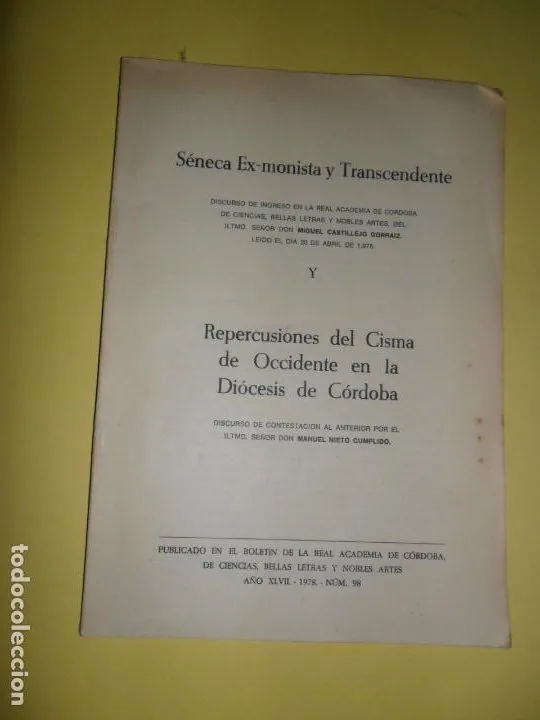 Séneca Ex-monista y Transcendente
DISCURSO DE INGRESO EN LA REAL ACADEMIA DE CORDOBA
DE CIENCIAS, BELLAS LETRAS Y NOBLES ARTES, DEL
ILTMO. SEÑOR DON MIGUEL CASTILLEJO GORRAIZ.
LEIDO EL DIA 20 DE ABRIL DE 1.978.
Y
Repercusiones del Cisma
de Occidente en la
Diócesis de Córdoba
DISCURSO DE CONTESTACION AL ANTERIOR POR EL
ILTMO. SEÑOR DON MANUEL NIETO CUMPLIDO.
PUBLICADO EN EL BOLETIN DE LA REAL ACADEMIA DE CÓRDOBA,
DE CIENCIAS, BELLAS LETRAS Y NOBLES ARTES
AÑO XLVII. - 1978. - NÚM. 98
todocoleccion